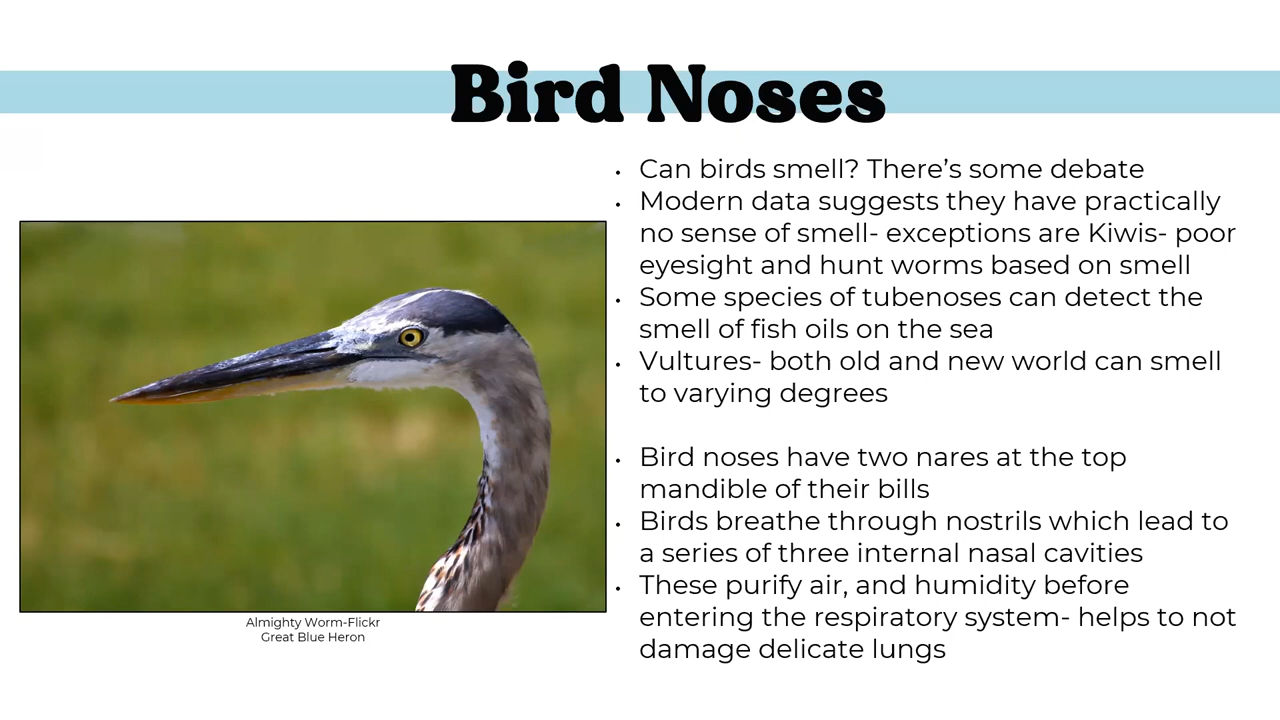 Bird Noses
• Can birds smell? There’s some debate
• Modern data suggests they have practically
no sense of smell- exceptions are Kiwis- poor
eyesight and hunt worms based on smell
• Some species of tubenoses can detect the
smell of fish oils on the sea
• Vultures- both old and new world can smell
to varying degrees
• Bird noses have two nares at the top
mandible of their bills
• Birds breathe through nostrils which lead to
a series of three internal nasal cavities
• These purify air, and humidity before
entering the respiratory system- helps to not
damage delicate lungs
Almighty Worm-Flickr
Great Blue Heron